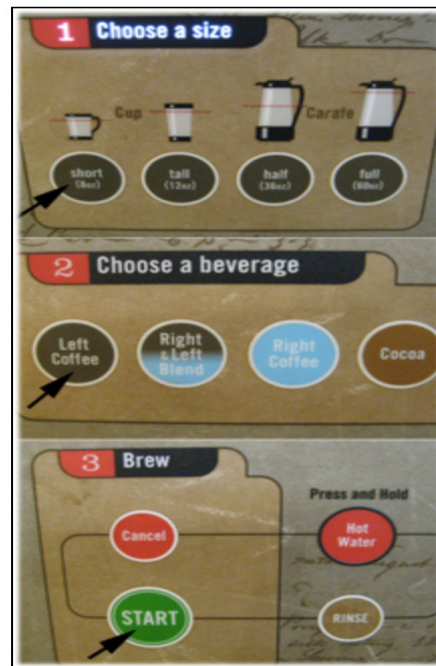 1 Choose a size
Cup
Carafe
short
(8oz)
tall
(12oz)
half
(36oz)
full
(60oz)
2 Choose a beverage
Left
Coffee
Right
& Left
Blend
Right
Coffee
Cocoa
3 Brew
Press and Hold
Cancel
Hot
Water
START
RINSE